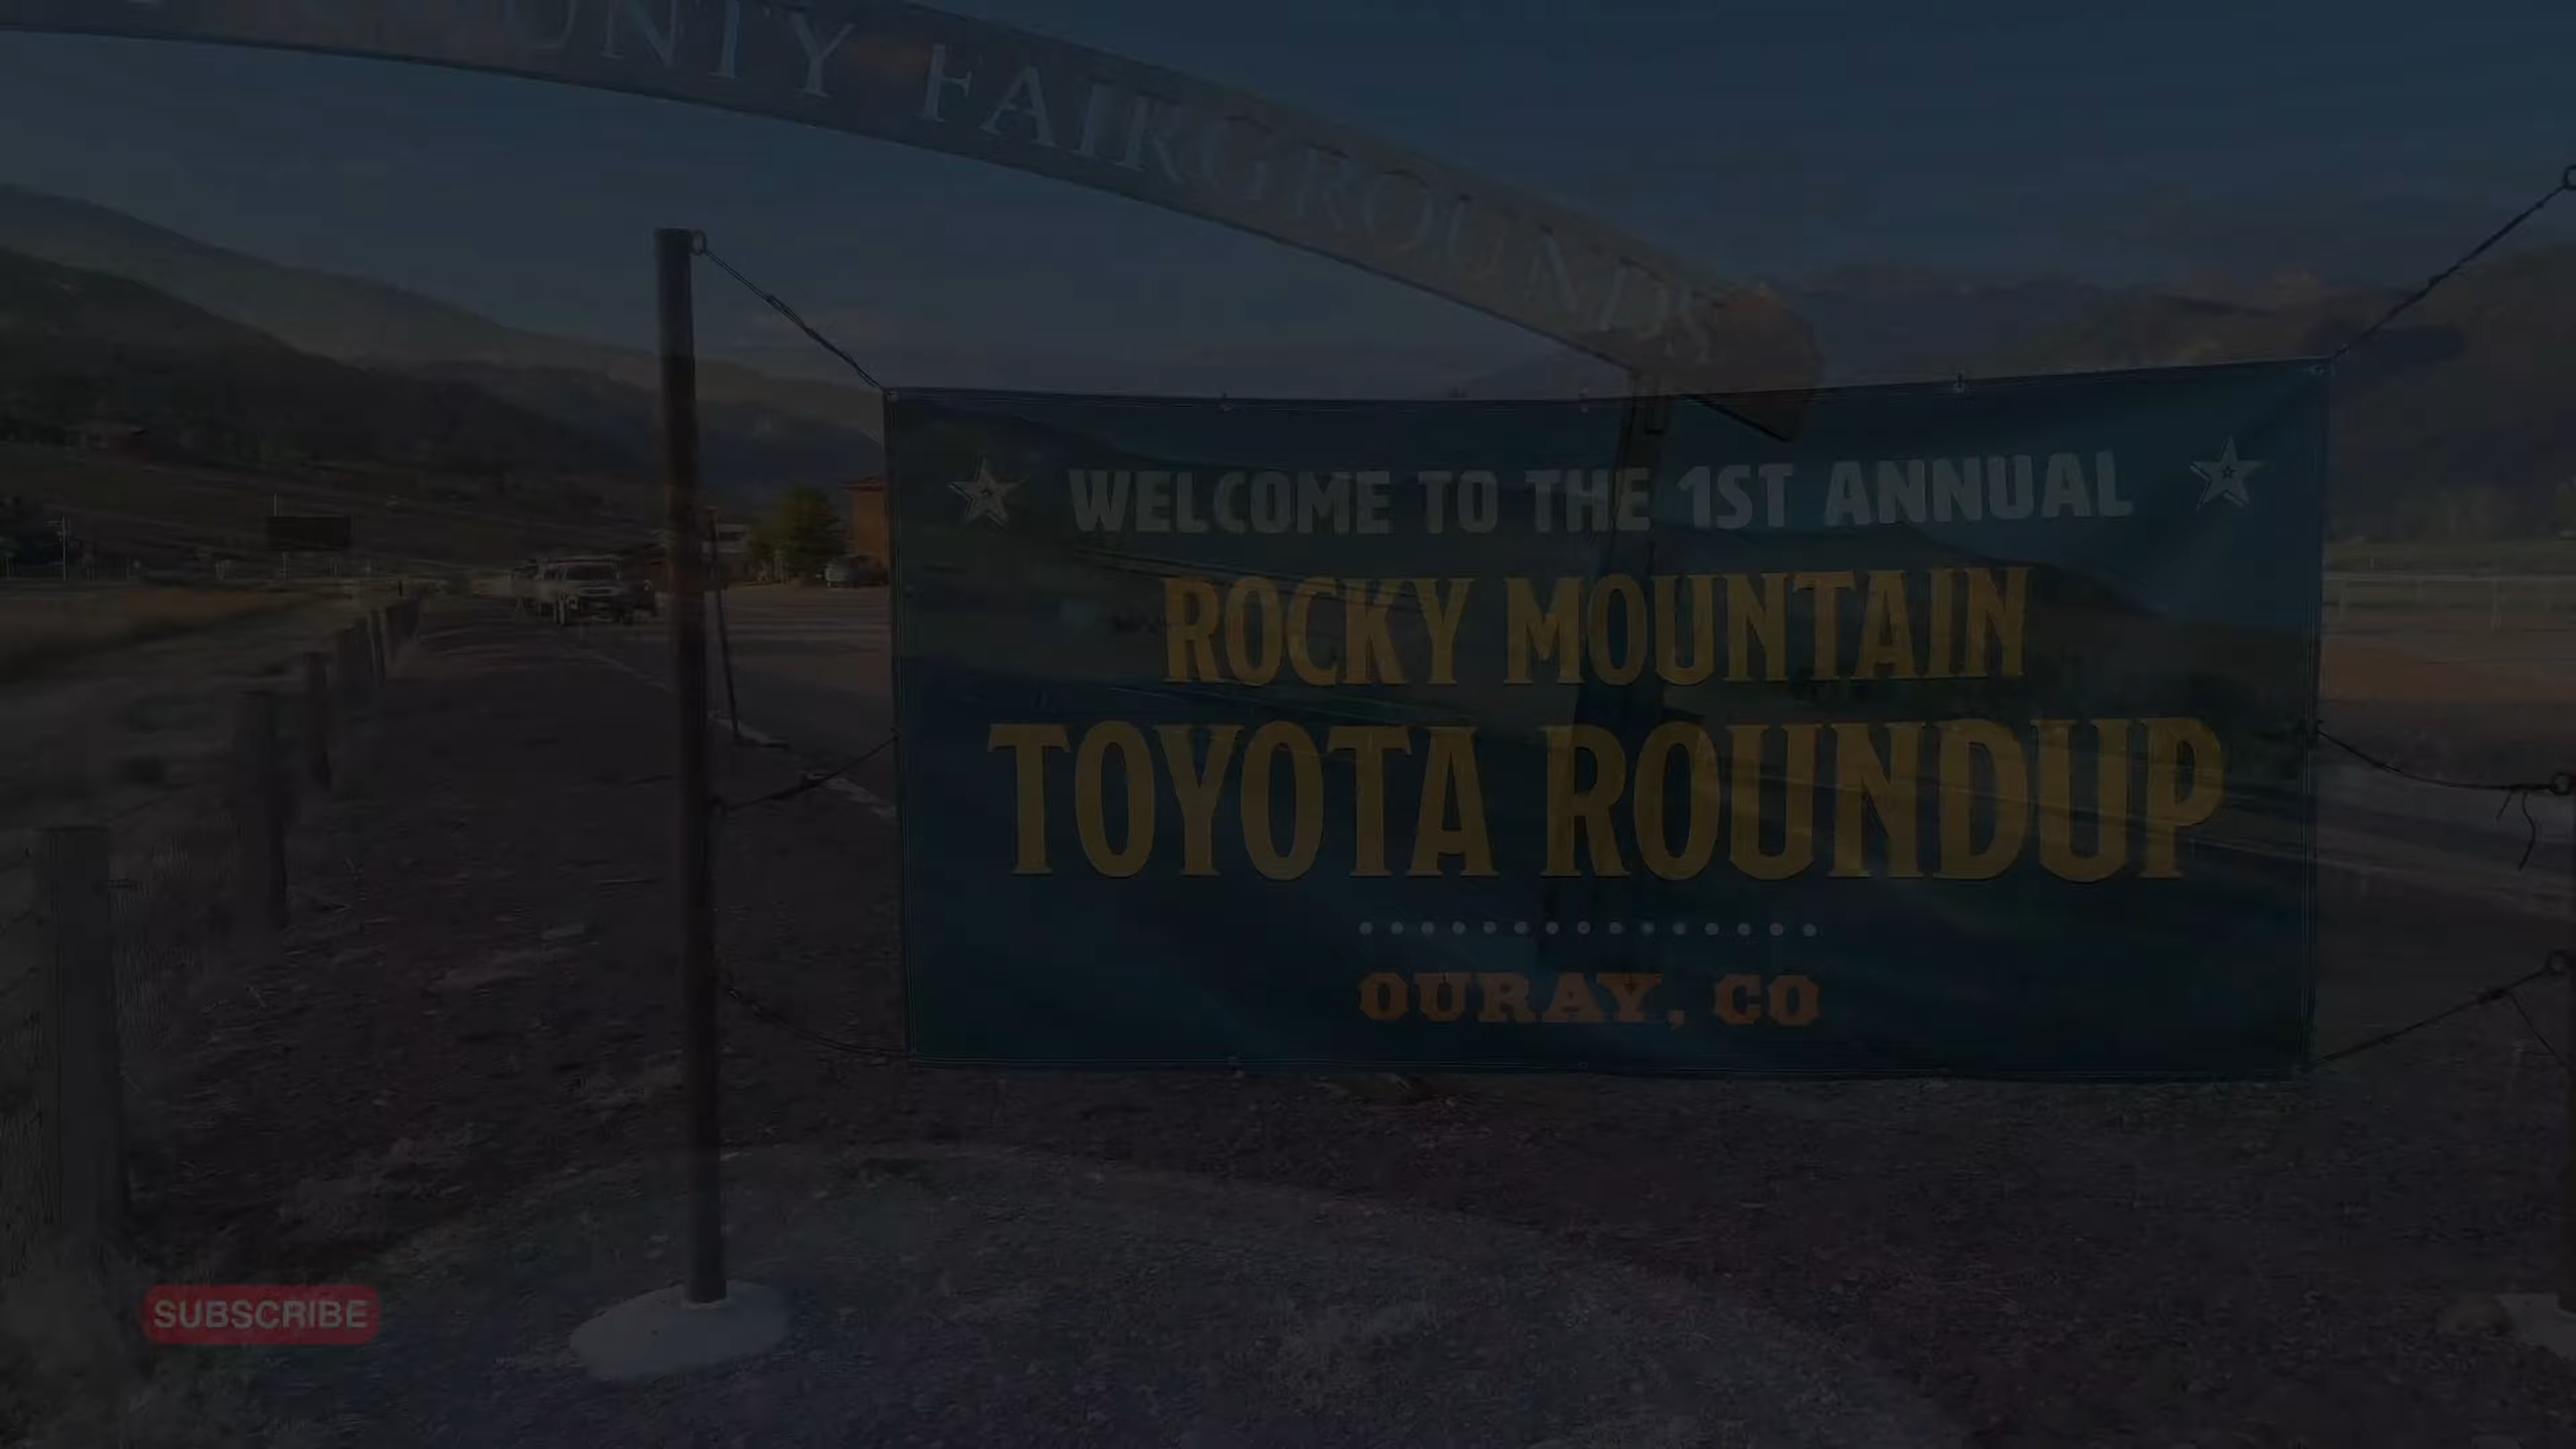 FAIRGROUNDS
WELCOME TO THE 1ST ANNUAL
ROCKY MOUNTAIN
TOYOTA ROUNDUP
OURAY, CO
SUBSCRIBE